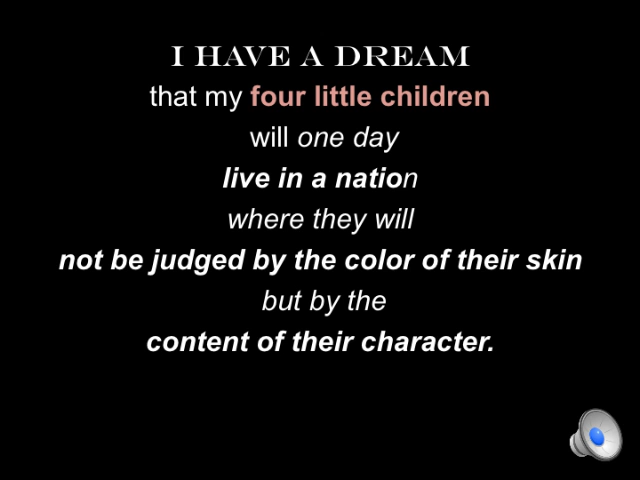 I HAVE A DREAM
that my four little children
will one day
live in a nation
where they will
not be judged by the color of their skin
but by the
content of their character.